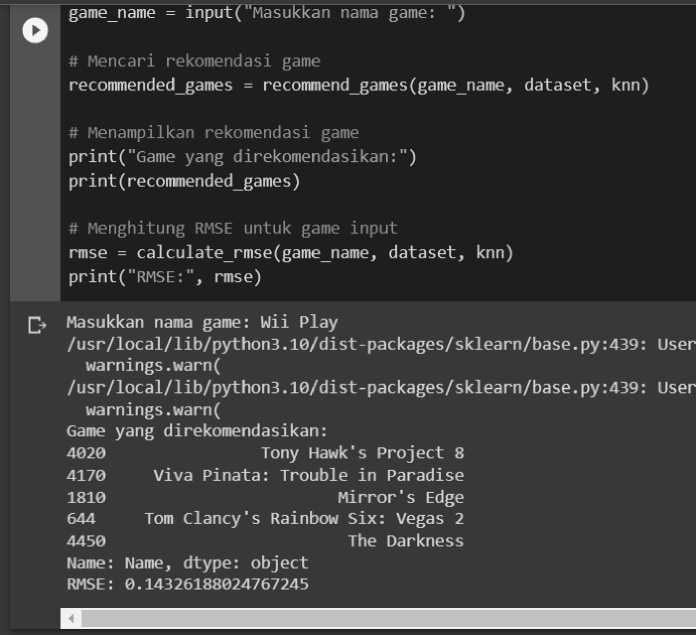 game_name = input("Masukkan nama game: ")
# Mencari rekomendasi game
recommended_games = recommend_games(game_name, dataset, knn)
# Menampilkan rekomendasi game
print("Game yang direkomendasikan:")
print(recommended_games)
# Menghitung RMSE untuk game input
rmse = calculate_rmse(game_name, dataset, knn)
print("RMSE:", rmse)
Masukkan nama game: Wii Play
/usr/local/lib/python3.10/dist-packages/sklearn/base.py:439: User
warnings.warn(
/usr/local/lib/python3.10/dist-packages/sklearn/base.py:439: User
warnings.warn(
Game yang direkomendasikan:
4020 Tony Hawk's Project 8
4170 Viva Pinata: Trouble in Paradise
1810 Mirror's Edge
644 Tom Clancy's Rainbow Six: Vegas 2
4450 The Darkness
Name: Name, dtype: object
RMSE: 0.14326188024767245